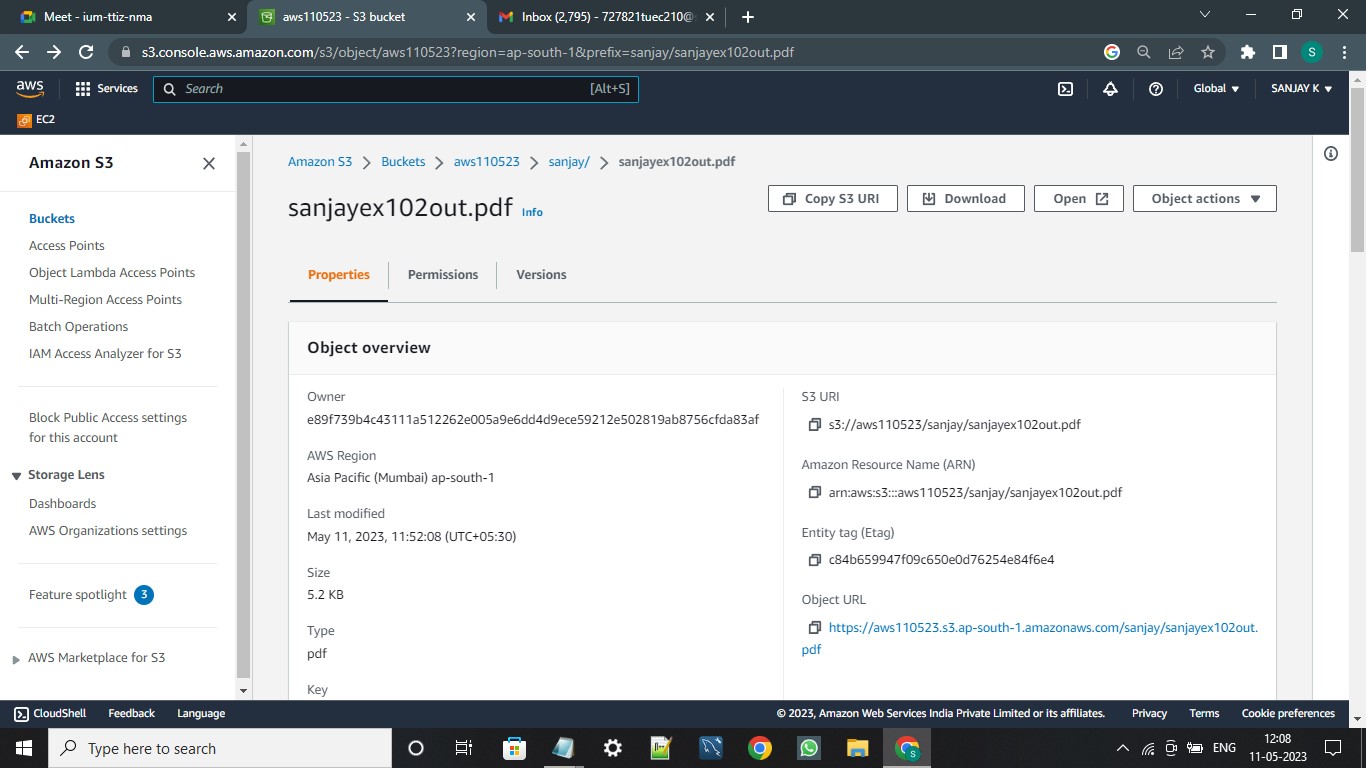 Meet - ium-ttiz-nma
aws110523 - S3 bucket
Inbox (2,795) - 727821tuec210@
s3.console.aws.amazon.com/s3/object/aws110523?region=ap-south-1&prefix=sanjay/sanjayex102out.pdf
S
aws
Services
Search
[Alt+S]
Global
SANJAY K
EC2
Amazon S3
Buckets
Access Points
Object Lambda Access Points
Multi-Region Access Points
Batch Operations
IAM Access Analyzer for S3
Block Public Access settings
for this account
Storage Lens
Dashboards
AWS Organizations settings
Feature spotlight 3
AWS Marketplace for S3
Amazon S3 > Buckets > aws110523 > sanjay/ > sanjayex102out.pdf
sanjayex102out.pdf Info
Copy S3 URI
Download
Open
Object actions
Properties
Permissions
Versions
Object overview
Owner
e89f739b4c43111a512262e005a9e6dd4d9ece59212e502819ab8756cfda83af
AWS Region
Asia Pacific (Mumbai) ap-south-1
Last modified
May 11, 2023, 11:52:08 (UTC+05:30)
Size
5.2 KB
Type
pdf
Key
S3 URI
s3://aws110523/sanjay/sanjayex102out.pdf
Amazon Resource Name (ARN)
arn:aws:s3:::aws110523/sanjay/sanjayex102out.pdf
Entity tag (Etag)
c84b659947f09c650e0d76254e84f6e4
Object URL
https://aws110523.s3.ap-south-1.amazonaws.com/sanjay/sanjayex102out.
pdf
CloudShell
Feedback
Language
© 2023, Amazon Web Services India Private Limited or its affiliates.
Privacy
Terms
Cookie preferences
Type here to search
S
ENG
12:08
11-05-2023